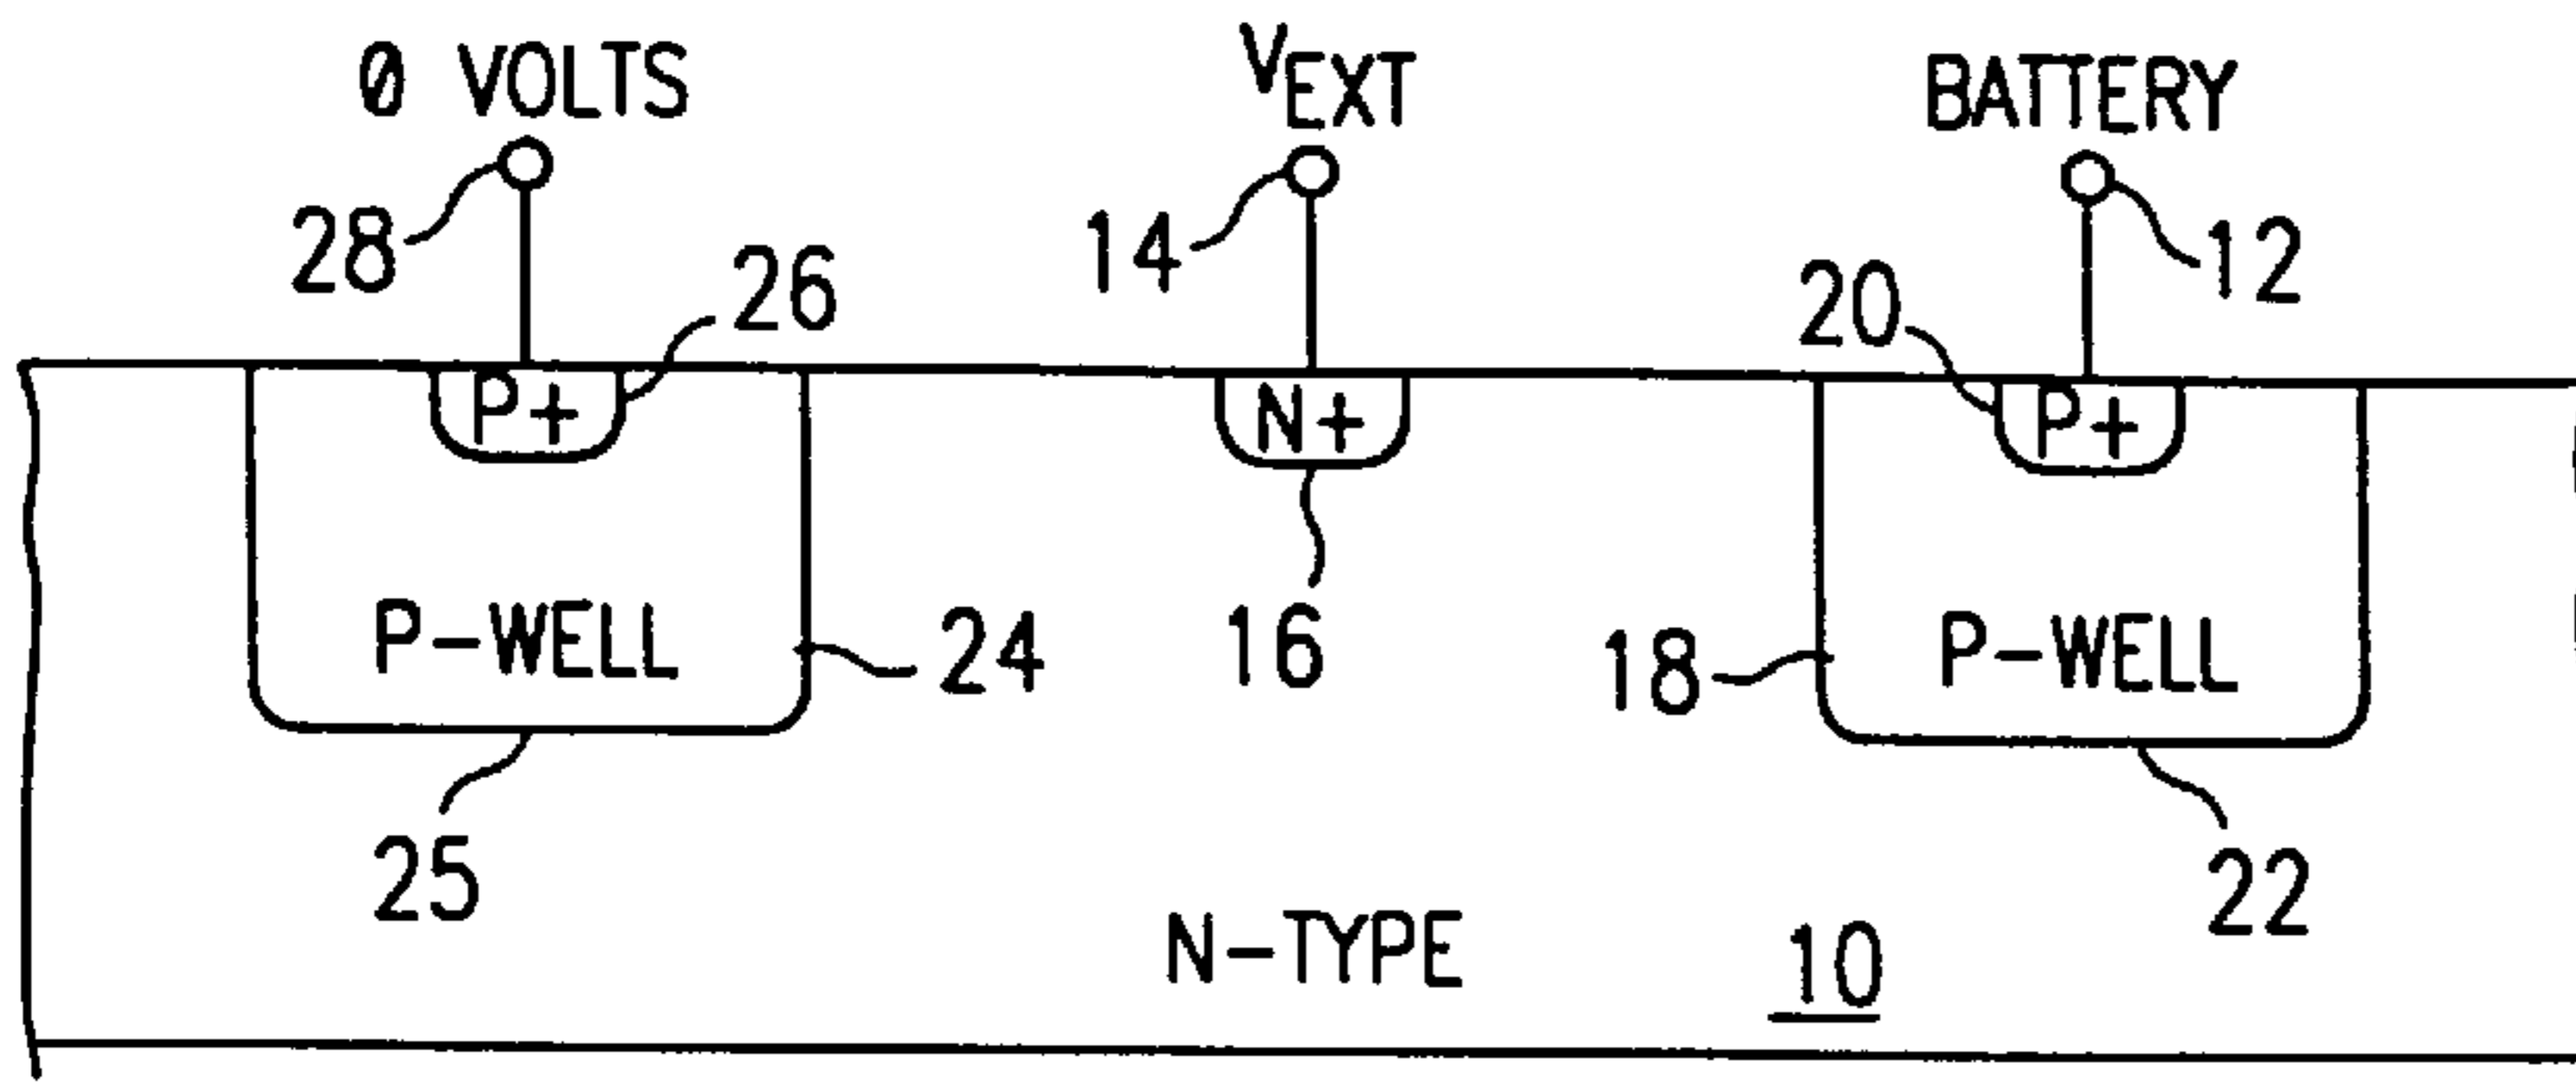 0 VOLTS
VEXT
BATTERY
28
26
14
20
12
P+
N+
P+
P-WELL
24
16
18
P-WELL
25
22
N-TYPE
10